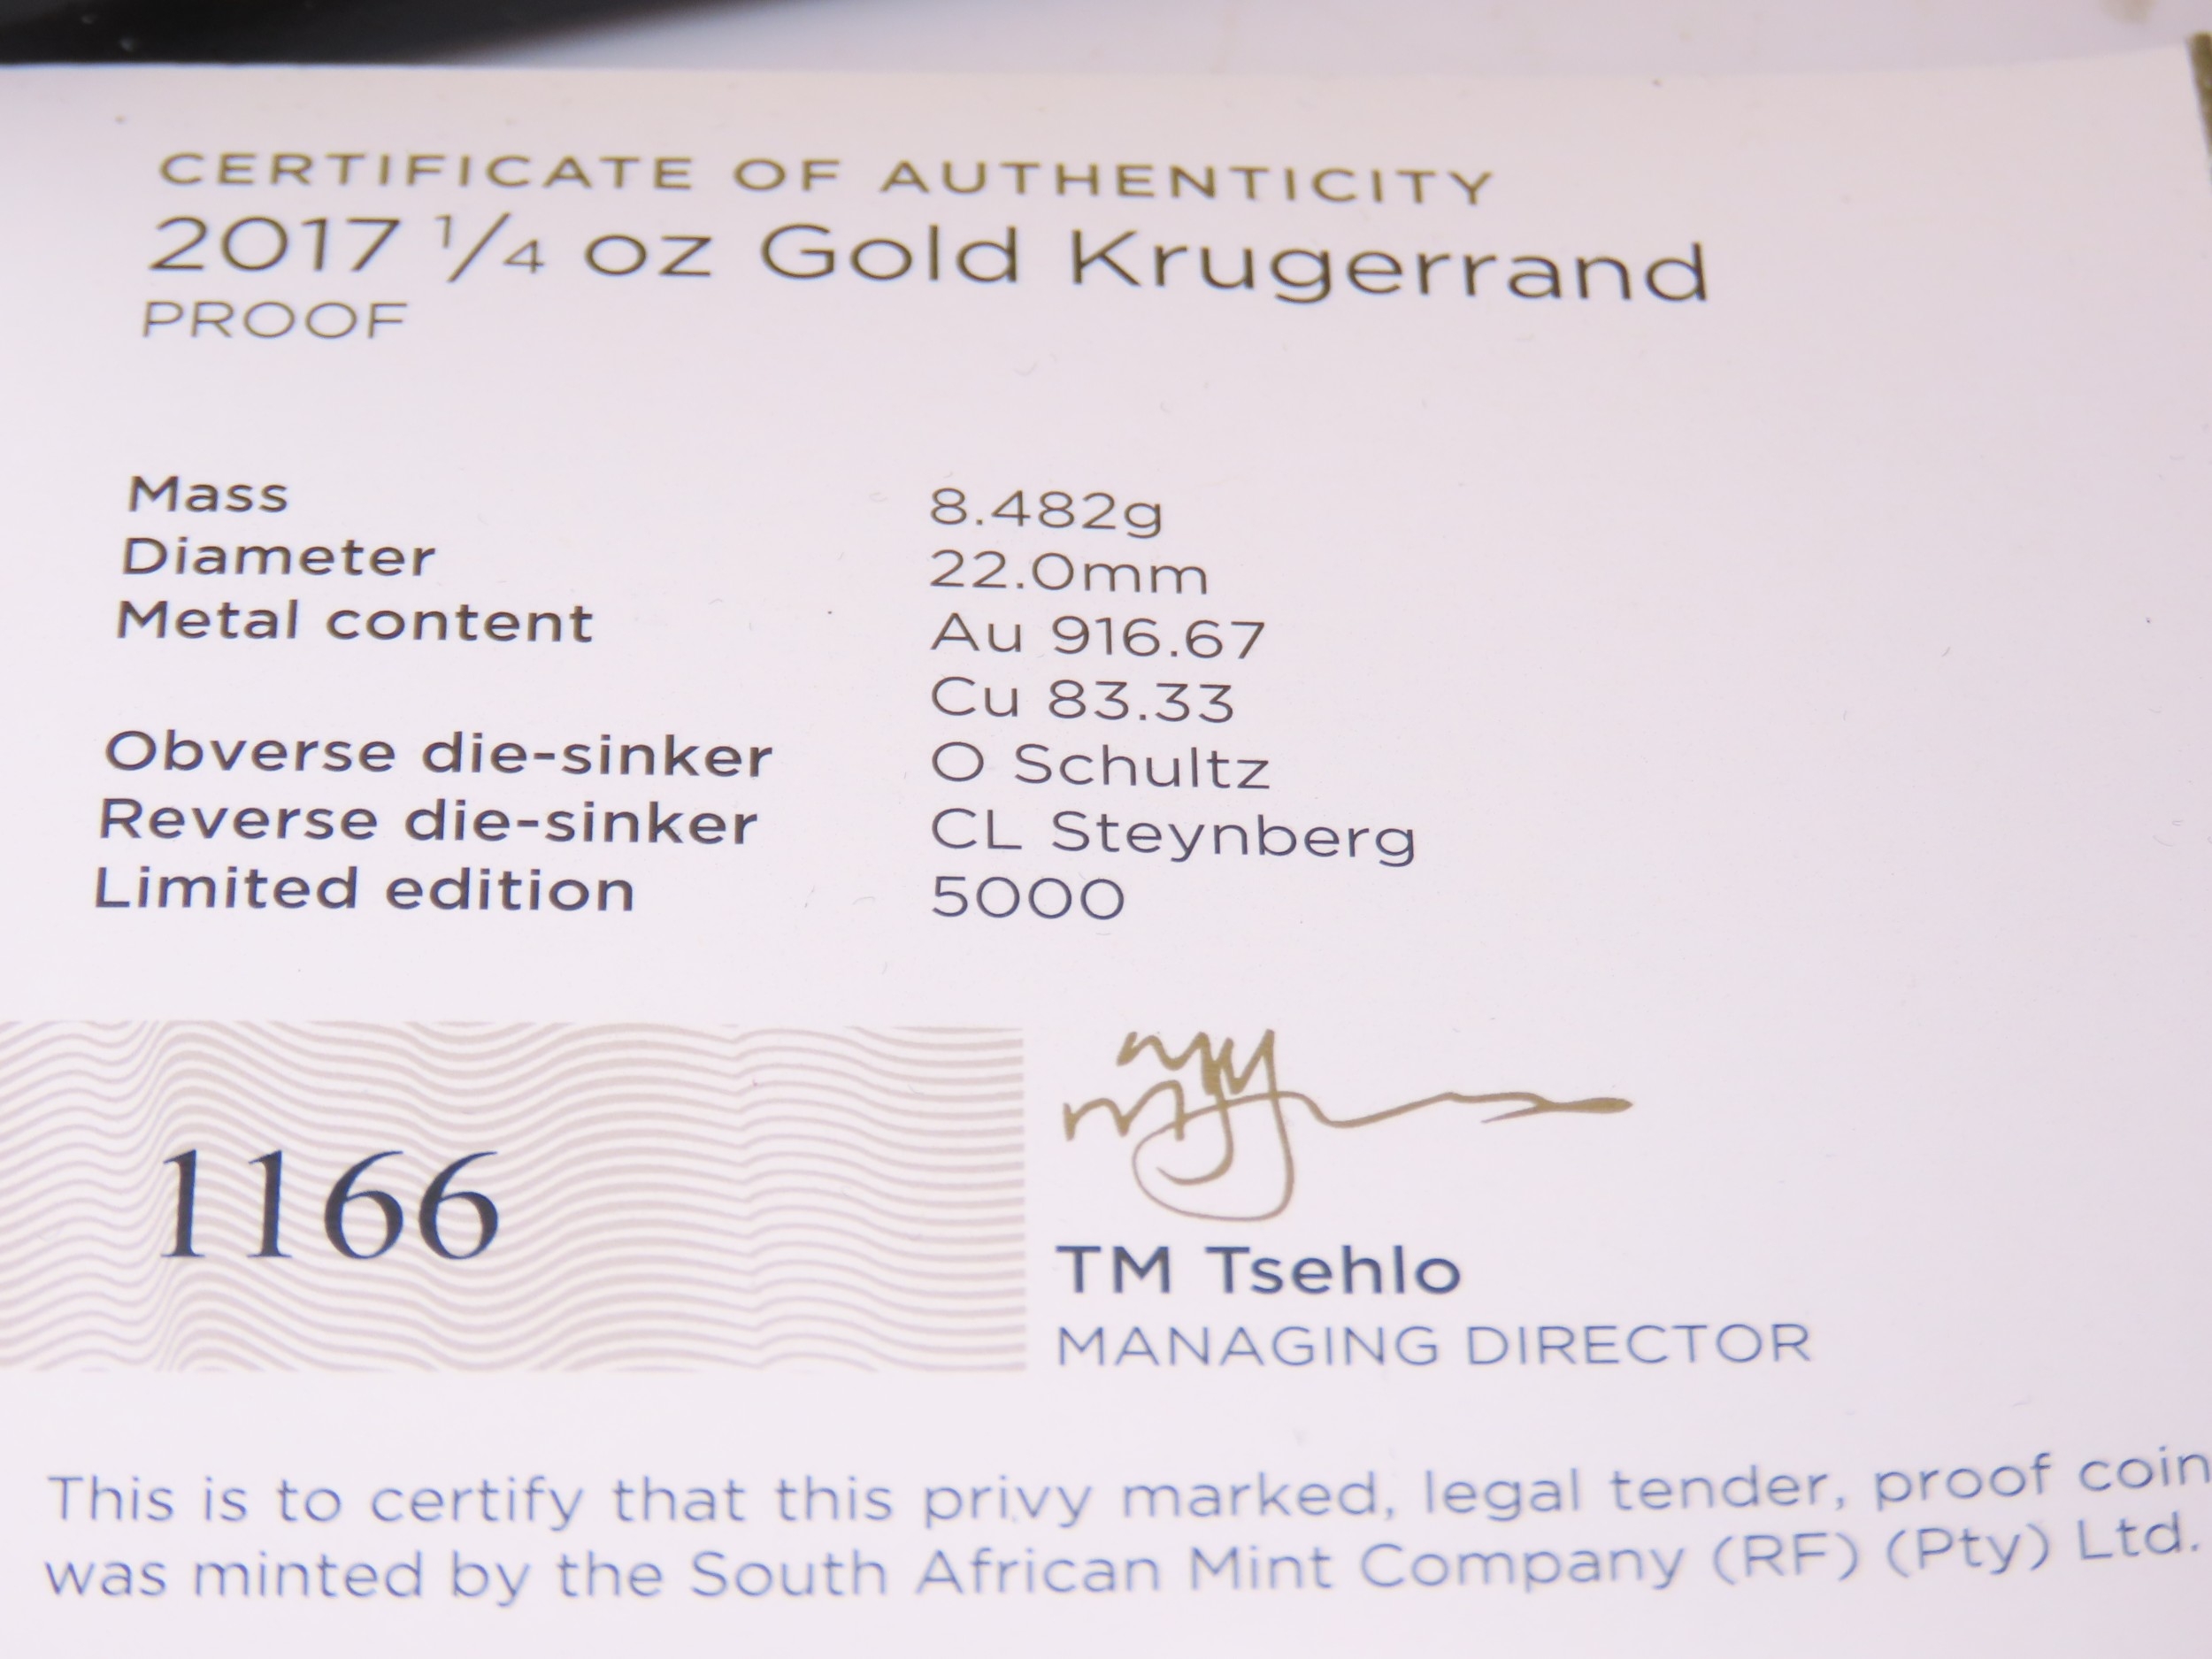 CERTIFICATE OF AUTHENTICITY
2017 ¼ oz Gold Krugerrand
PROOF
Mass 8.482g
Diameter 22.0mm
Metal content Au 916.67
Cu 83.33
Obverse die-sinker O Schultz
Reverse die-sinker CL Steynberg
Limited edition 5000
1166
TM Tsehlo
MANAGING DIRECTOR
This is to certify that this privy marked, legal tender, proof coin
was minted by the South African Mint Company (RF) (Pty) Ltd.